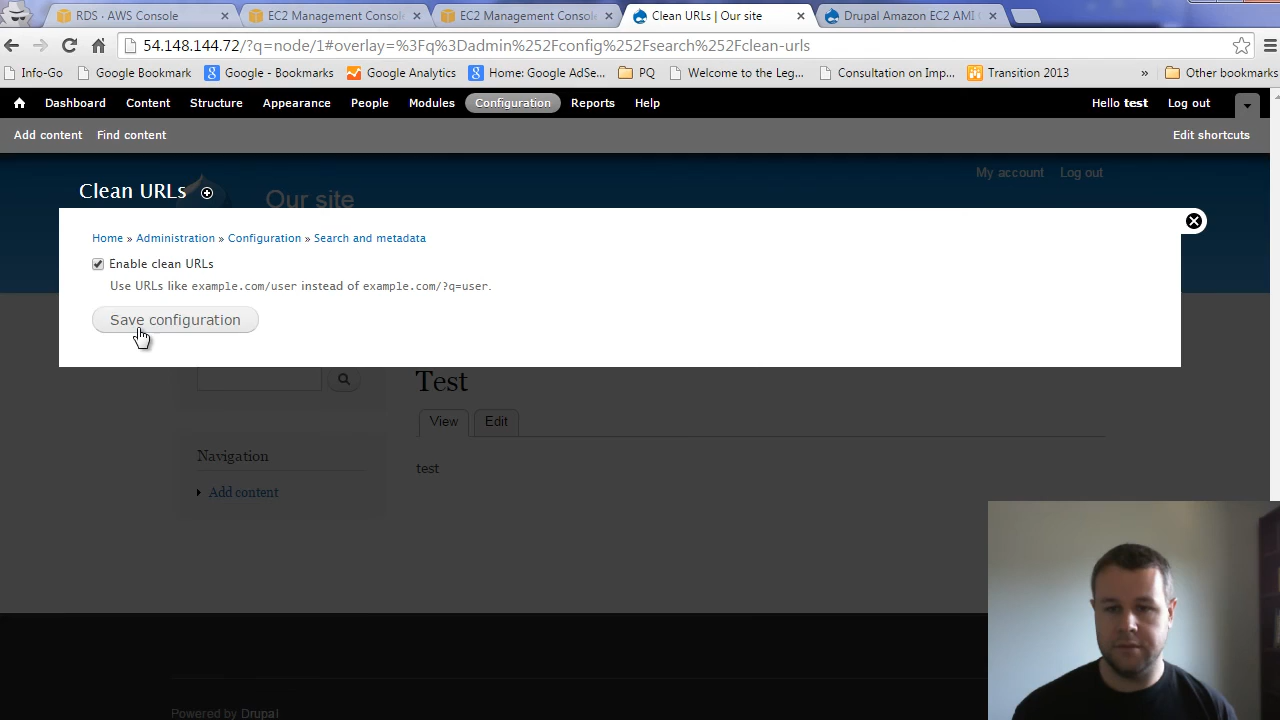 RDS · AWS Console
EC2 Management Consol
EC2 Management Consol
Clean URLs | Our site
Drupal Amazon EC2 AMI t
54.148.144.72/?q=node/1#overlay=%3Fq%3Dadmin%252Fconfig%252Fsearch%252Fclean-urls
Info-Go
Google Bookmark
Google Bookmarks
Google Analytics
Home: Google AdSe...
PQ
Welcome to the Leg...
Consultation on Imp...
Transition 2013
»
Other bookmarks
Dashboard
Content
Structure
Appearance
People
Modules
Configuration
Reports
Help
Hello test
Log out
Add content
Find content
Edit shortcuts
My account
Log out
Clean URLs
Our site
Home » Administration » Configuration » Search and metadata
Enable clean URLs
Use URLs like example.com/user instead of example.com/?q=user.
Save configuration
Test
View
Edit
Navigation
test
Add content
Powered by Drupal